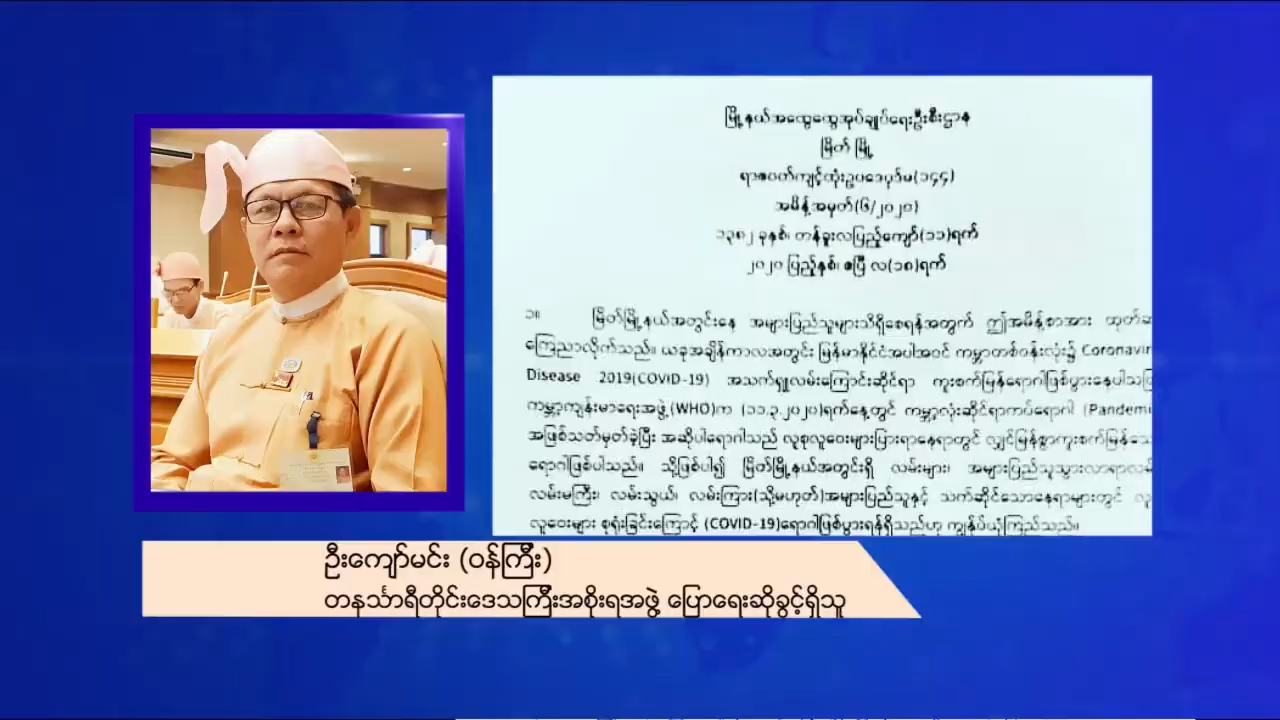 မြို့နယ်အထွေထွေအုပ်ချုပ်ရေးဦးစီးဌာန
မြိတ် မြို့
ရာဇဝတ်ကျင့်ထုံးဥပဒေပုဒ်မ(၁၄၄)
အမိန့်အမှတ်(၆/၂၀၂၀)
၁၃၈၂ ခုနှစ်၊ တန်ခူးလပြည့်ကျော်(၁၁)ရက်
၂၀၂၀ ပြည့်နှစ်၊ ဧပြီ လ(၁၈)ရက်
၁။ မြိတ်မြို့နယ်အတွင်းနေ အများပြည်သူများသိရှိစေရန်အတွက် ဤအမိန့်စာအား ထုတ်
ကြေညာလိုက်သည်။ ယခုအချိန်ကာလအတွင်း မြန်မာနိုင်ငံအပါအဝင် ကမ္ဘာတစ်ဝန်းလုံး၌ Coronavir
Disease 2019(COVID-19) အသက်ရှူလမ်းကြောင်းဆိုင်ရာ ကူးစက်မြန်ရောဂါဖြစ်ပွားနေပါသ
ကမ္ဘာ့ကျန်းမာရေးအဖွဲ့(WHO)က (၁၁.၃.၂၀၂၀)ရက်နေ့တွင် ကမ္ဘာလုံးဆိုင်ရာကပ်ရောဂါ (Pandemi
အဖြစ်သတ်မှတ်ခဲ့ပြီး အဆိုပါရောဂါသည် လူစုလူဝေးများပြားရာနေရာတွင် လျှင်မြန်စွာကူးစက်မြန်သေ
ရောဂါဖြစ်ပါသည်။ သို့ဖြစ်ပါ၍ မြိတ်မြို့နယ်အတွင်းရှိ လမ်းများ၊ အများပြည်သူသွားလာရာလမ်
လမ်းမကြီး၊ လမ်းသွယ်၊ လမ်းကြား(သို့မဟုတ်)အများပြည်သူနှင့် သက်ဆိုင်သောနေရာများတွင် လူ
လူဝေးများ စုရုံးခြင်းကြောင့် (COVID-19)ရောဂါဖြစ်ပွားရန်ရှိသည်ဟု ကျွန်ုပ်ယုံကြည်သည်။
ဦးကျော်မင်း (ဝန်ကြီး)
တနင်္သာရီတိုင်းဒေသကြီးအစိုးရအဖွဲ့ ပြောရေးဆိုခွင့်ရှိသူ